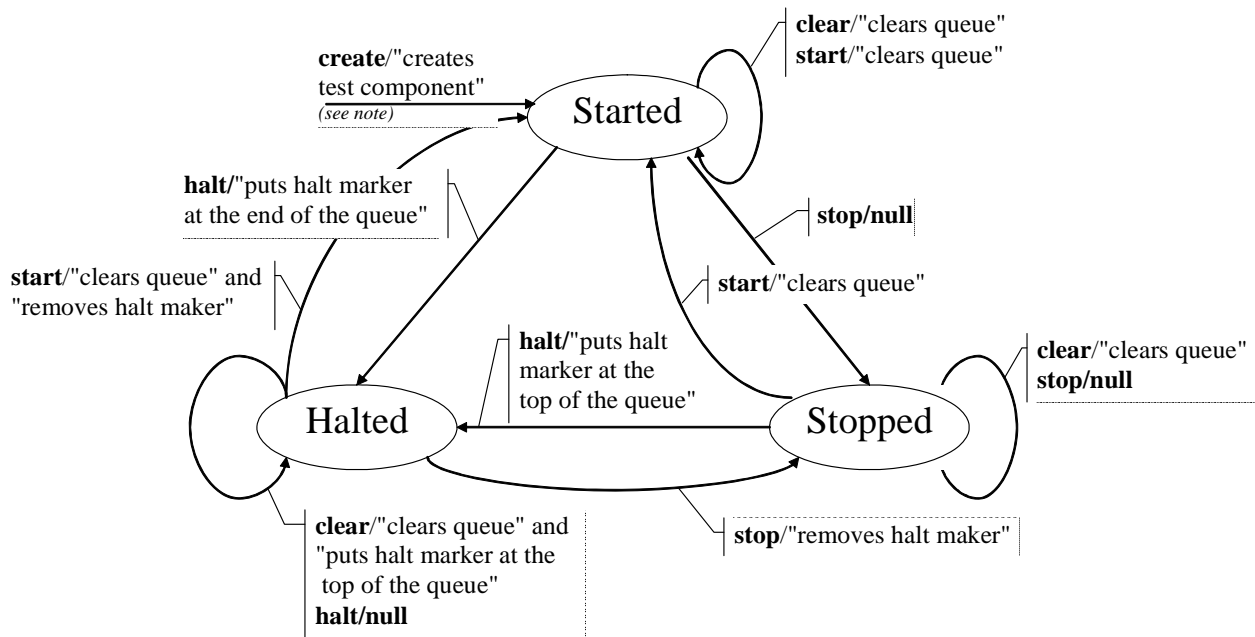 clear/"clears queue"
start/"clears queue"
create/"creates
test component"
(see note)
Started
halt/"puts halt marker
at the end of the queue"
stop/null
start/"clears queue" and
"removes halt maker"
start/"clears queue"
halt/"puts halt
marker at the
top of the queue"
clear/"clears queue"
stop/null
Halted
Stopped
clear/"clears queue" and
"puts halt marker at the
top of the queue"
halt/null
stop/"removes halt maker"